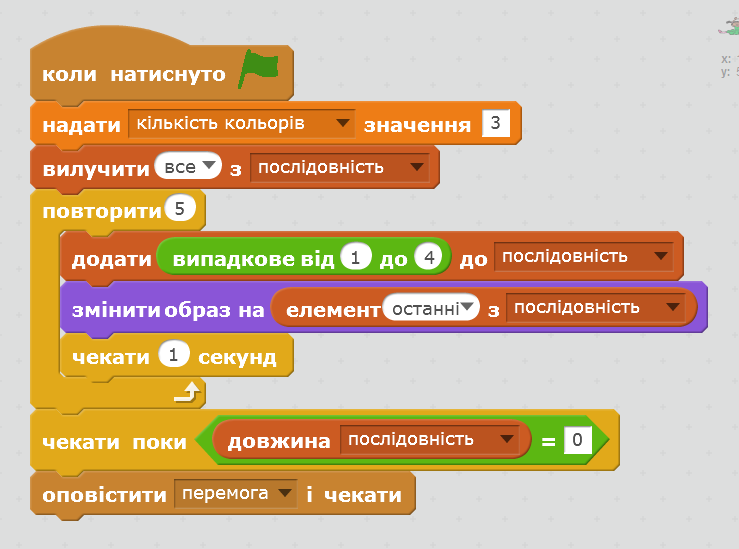 коли натиснуто
x:
y:
надати кількість кольорів значення 3
вилучити все з послідовність
повторити 5
додати випадкове від 1 до 4 до послідовність
змінити образ на елемент останні з послідовність
чекати 1 секунд
чекати поки довжина послідовність = 0
оповістити перемога і чекати